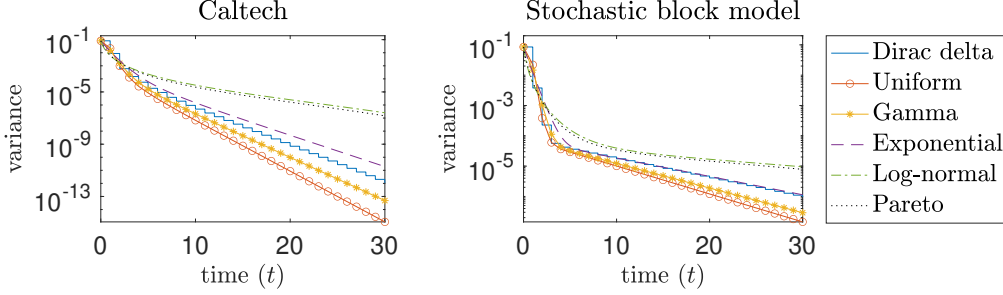 Caltech
10^-1
10^-5
10^-9
10^-13
variance
0
10
20
30
time (t)
Stochastic block model
10^-1
10^-3
10^-5
variance
0
10
20
30
time (t)
Dirac delta
Uniform
Gamma
Exponential
Log-normal
Pareto